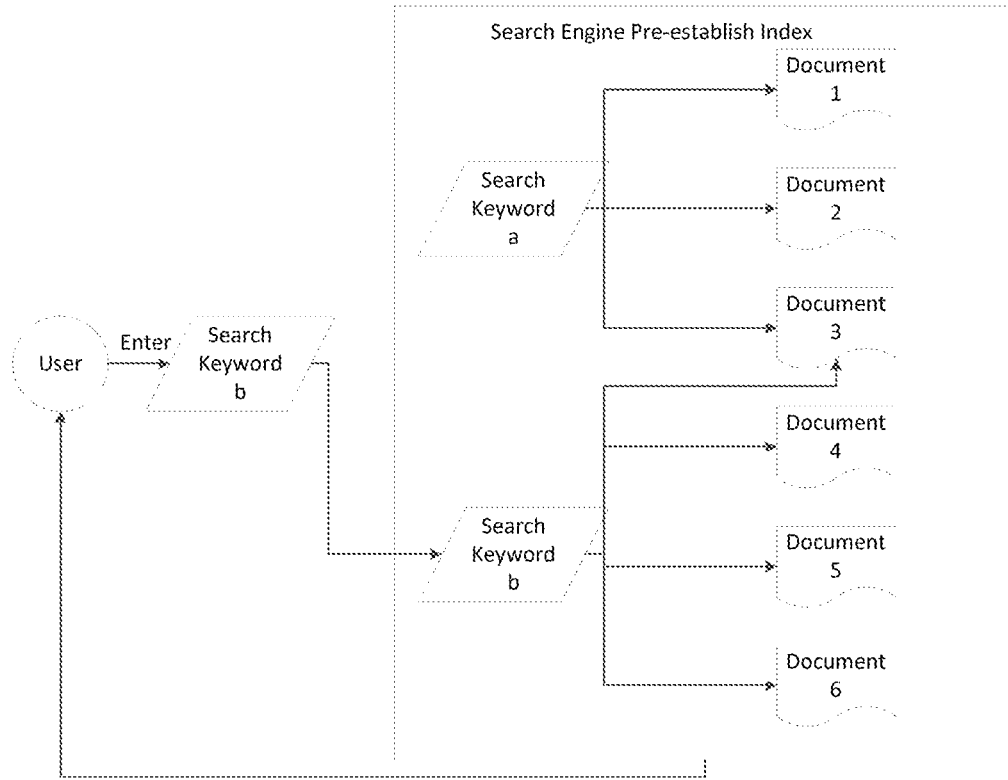 Search Engine Pre-establish Index
Document
1
Search
Keyword
a
Document
2
Document
3
User
Enter
Search
Keyword
b
Document
4
Search
Keyword
b
Document
5
Document
6